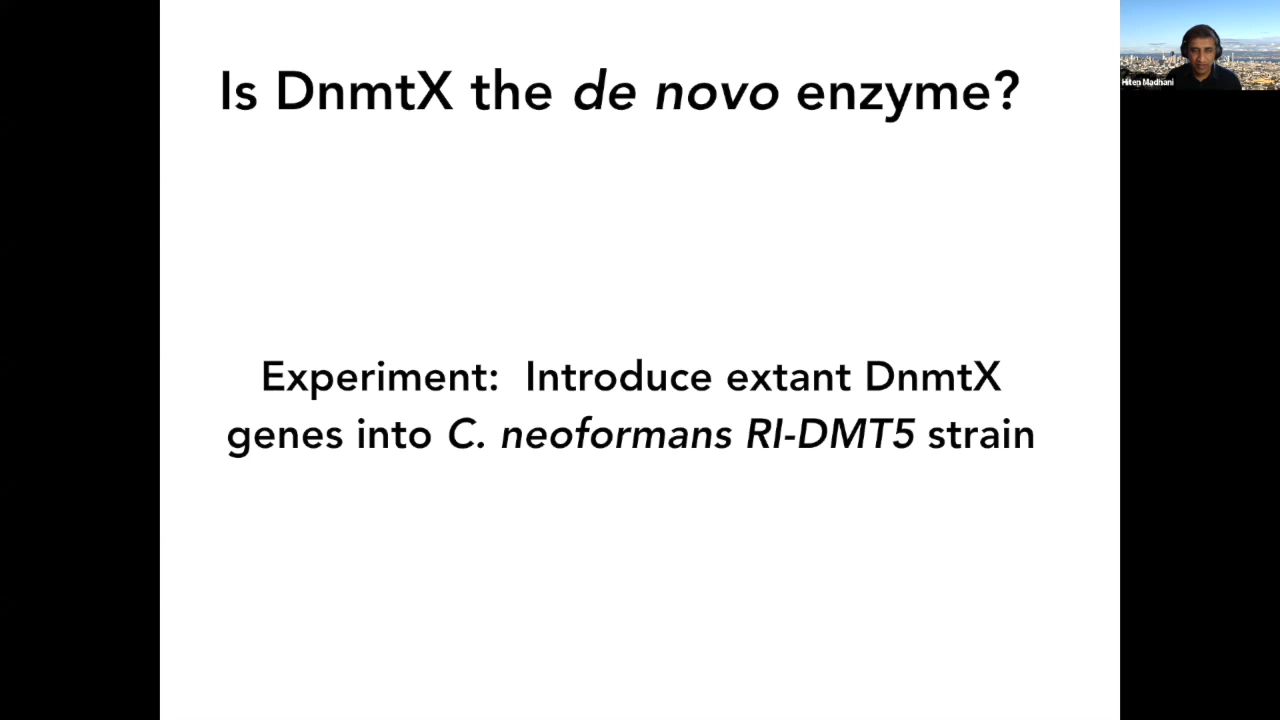 Is DnmtX the de novo enzyme?
Hiten Madhani
Experiment: Introduce extant DnmtX
genes into C. neoformans RI-DMT5 strain